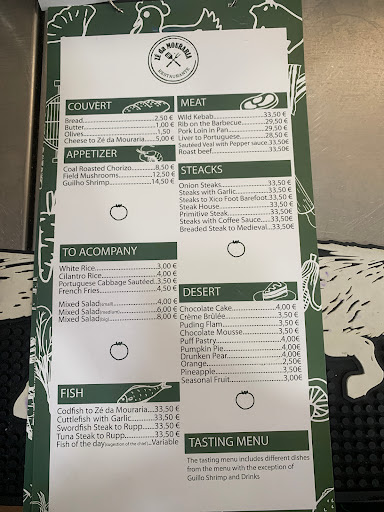 ZÉ da MOURARIA
RESTAURANTE
COUVERT
Bread 2,50 €
Butter 1,00 €
Olives 1,50
Cheese to Zé da Mouraria 5,00 €
APPETIZER
Coal Roasted Chorizo 8,50 €
Field Mushrooms 12,50 €
Guilho Shrimp 14,50 €
TO ACOMPANY
White Rice 3,00 €
Cilantro Rice 4,00 €
Portuguese Cabbage Sautéed 3,50 €
French Fries 4,50 €
Mixed Salad(small) 4,00 €
Mixed Salad(medium) 6,00 €
Mixed Salad(big) 8,00 €
FISH
Codfish to Zé da Mouraria 33,50 €
Cuttlefish with Garlic 33,50 €
Swordfish Steak to Rupp 33,50 €
Tuna Steak to Rupp 33,50 €
Fish of the day(sugestion of the chief) Variable
MEAT
Wild Kebab 33,50 €
Rib on the Barbecue 29,50 €
Pork Loin in Pan 29,50 €
Liver to Portuguese 28,50 €
Sautéed Veal with Pepper sauce 33,50€
Roast beef 33,50€
STEACKS
Onion Steaks 33,50 €
Steaks with Garlic 33,50 €
Steaks to Xico Foot Barefoot 33,50 €
Steak House 33,50 €
Primitive Steak 33,50 €
Steaks with Coffee Sauce 33,50 €
Breaded Steak to Medieval 33,50€
DESERT
Chocolate Cake 4,00 €
Crème Brûlée 3,50 €
Puding Flam 3,50 €
Chocolate Mousse 3,50 €
Puff Pastry 4,00€
Pumpkin Pie 4,00€
Drunken Pear 4,00€
Orange 2,50€
Pineapple 3,50€
Seasonal Fruit 3,00€
TASTING MENU
The tasting menu includes different dishes
from the menu with the exception of
Guillo Shrimp and Drinks